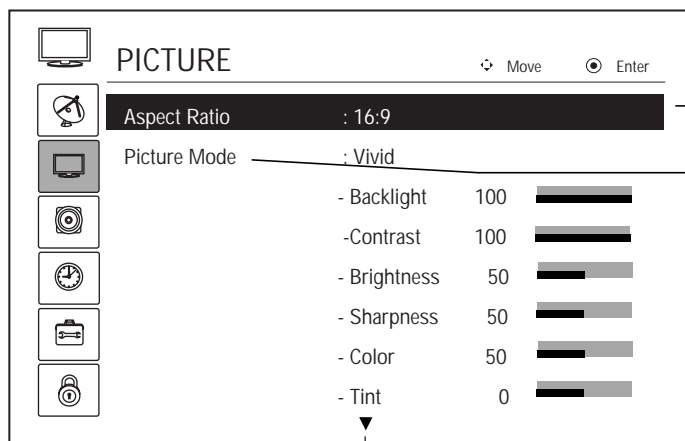 PICTURE Move Enter
Aspect Ratio : 16:9
Picture Mode : Vivid
- Backlight 100
-Contrast 100
- Brightness 50
- Sharpness 50
- Color 50
- Tint 0